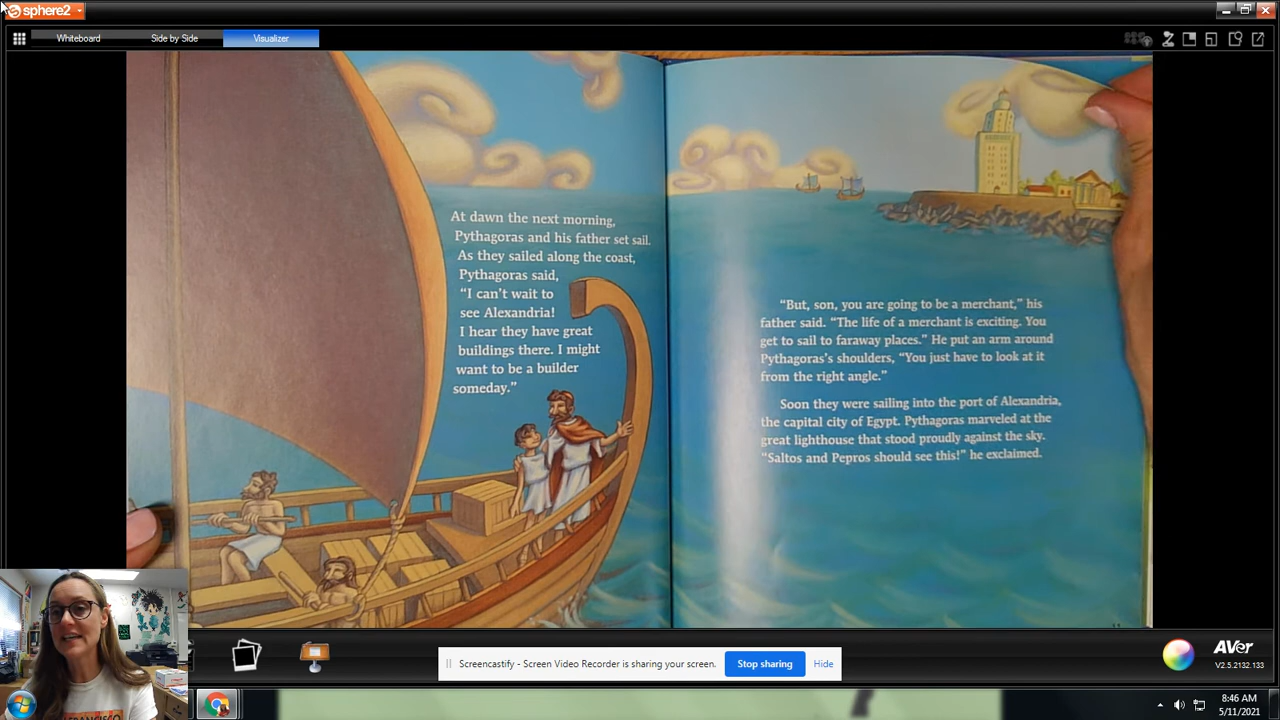 sphere2
Whiteboard
Side by Side
Visualizer
At dawn the next morning,
Pythagoras and his father set sail.
As they sailed along the coast,
Pythagoras said,
"I can't wait to
see Alexandria!
I hear they have great
buildings there. I might
want to be a builder
someday."
"But, son, you are going to be a merchant," his
father said. "The life of a merchant is exciting. You
get to sail to faraway places." He put an arm around
Pythagoras's shoulders, "You just have to look at it
from the right angle."
Soon they were sailing into the port of Alexandria,
the capital city of Egypt. Pythagoras marveled at the
great lighthouse that stood proudly against the sky.
"Saltos and Pepros should see this!" he exclaimed.
Screencastify - Screen Video Recorder is sharing your screen.
Stop sharing
Hide
AVer
V2.5.2132.133
8:46 AM
5/11/2021